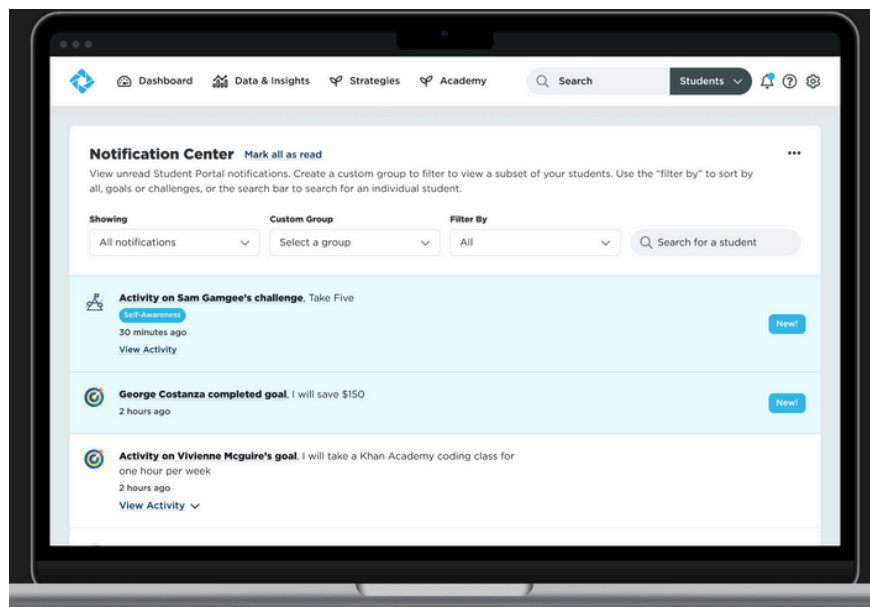 Dashboard Data & Insights Strategies Academy Search Students
Notification Center Mark all as read
View unread Student Portal notifications. Create a custom group to filter to view a subset of your students. Use the "filter by" to sort by
all, goals or challenges, or the search bar to search for an individual student.
Showing Custom Group Filter By
All notifications Select a group All Search for a student
Activity on Sam Gamgee's challenge, Take Five
Self-Awareness
New!
30 minutes ago
View Activity
George Costanza completed goal, I will save $150
New!
2 hours ago
Activity on Vivienne Mcguire's goal, I will take a Khan Academy coding class for
one hour per week
2 hours ago
View Activity